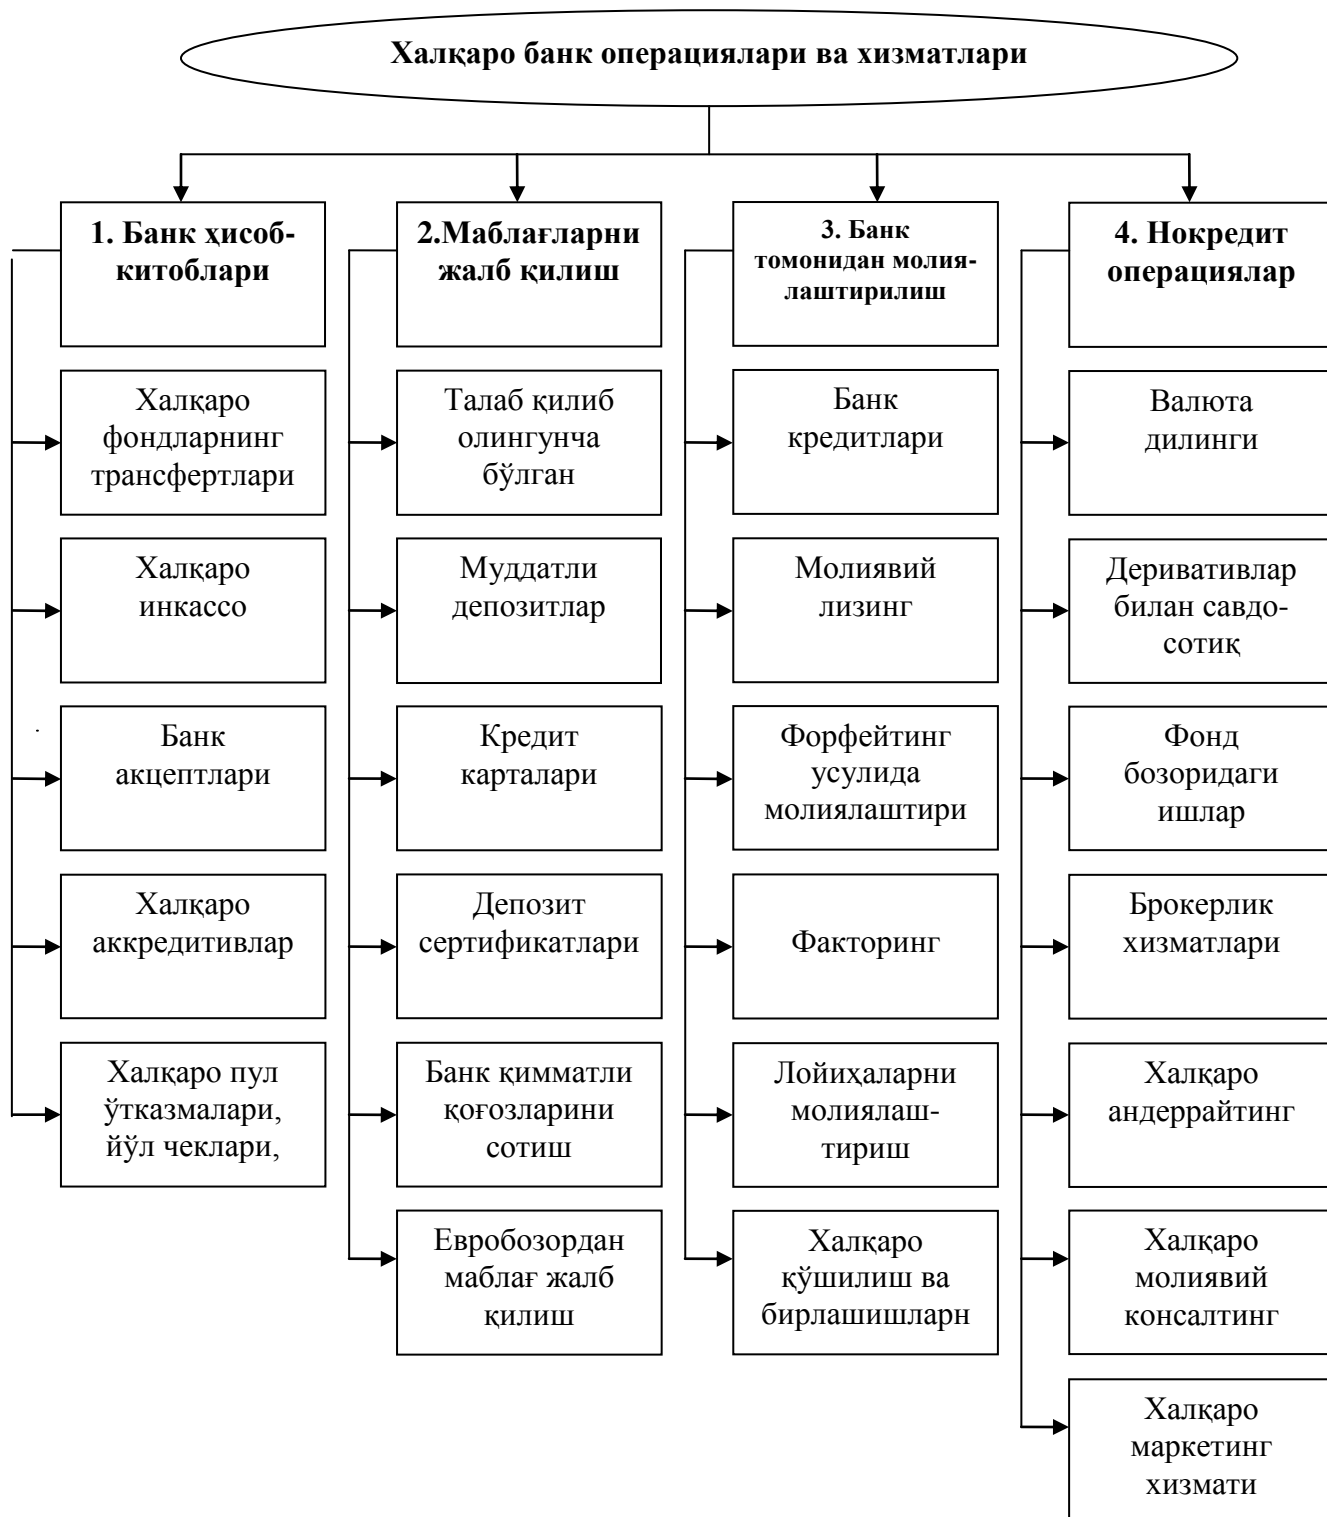 Халқаро банк операциялари ва хизматлари
1. Банк ҳисоб-
китоблари
Халқаро
фондларнинг
трансфертлари
Халқаро
инкассо
Банк
акцептлари
Халқаро
аккредитивлар
Халқаро пул
ўтказмалари,
йўл чеклари,
2.Маблағларни
жалб қилиш
Талаб қилиб
олингунча
бўлган
Муддатли
депозитлар
Кредит
карталари
Депозит
сертификатлари
Банк қимматли
қоғозларини
сотиш
Евробозордан
маблағ жалб
қилиш
3. Банк
томонидан молия-
лаштирилиш
Банк
кредитлари
Молиявий
лизинг
Форфейтинг
усулида
молиялаштири
Факторинг
Лойиҳаларни
молиялаш-
тириш
Халқаро
қўшилиш ва
бирлашишларн
4. Нокредит
операциялар
Валюта
дилинги
Деривативлар
билан савдо-
сотиқ
Фонд
бозоридаги
ишлар
Брокерлик
хизматлари
Халқаро
андеррайтинг
Халқаро
молиявий
консалтинг
Халқаро
маркетинг
хизмати